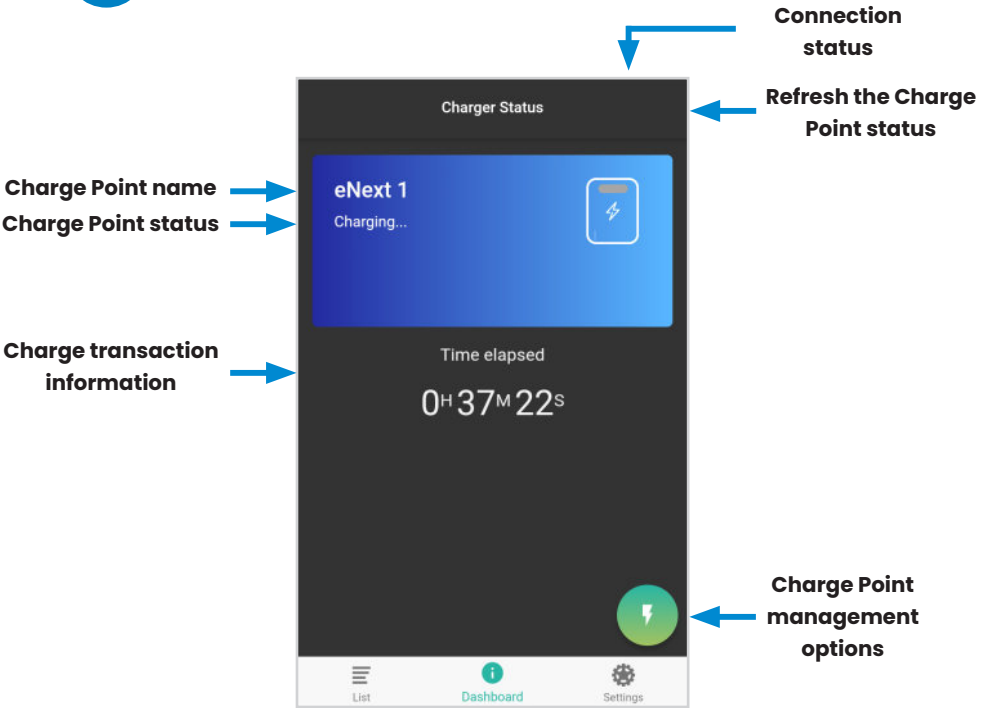 Connection
status
Charger Status
Refresh the Charge
Point status
Charge Point name
eNext 1
Charge Point status
Charging...
Charge transaction
information
Time elapsed
0H 37M 22S
Charge Point
management
options
List
Dashboard
Settings